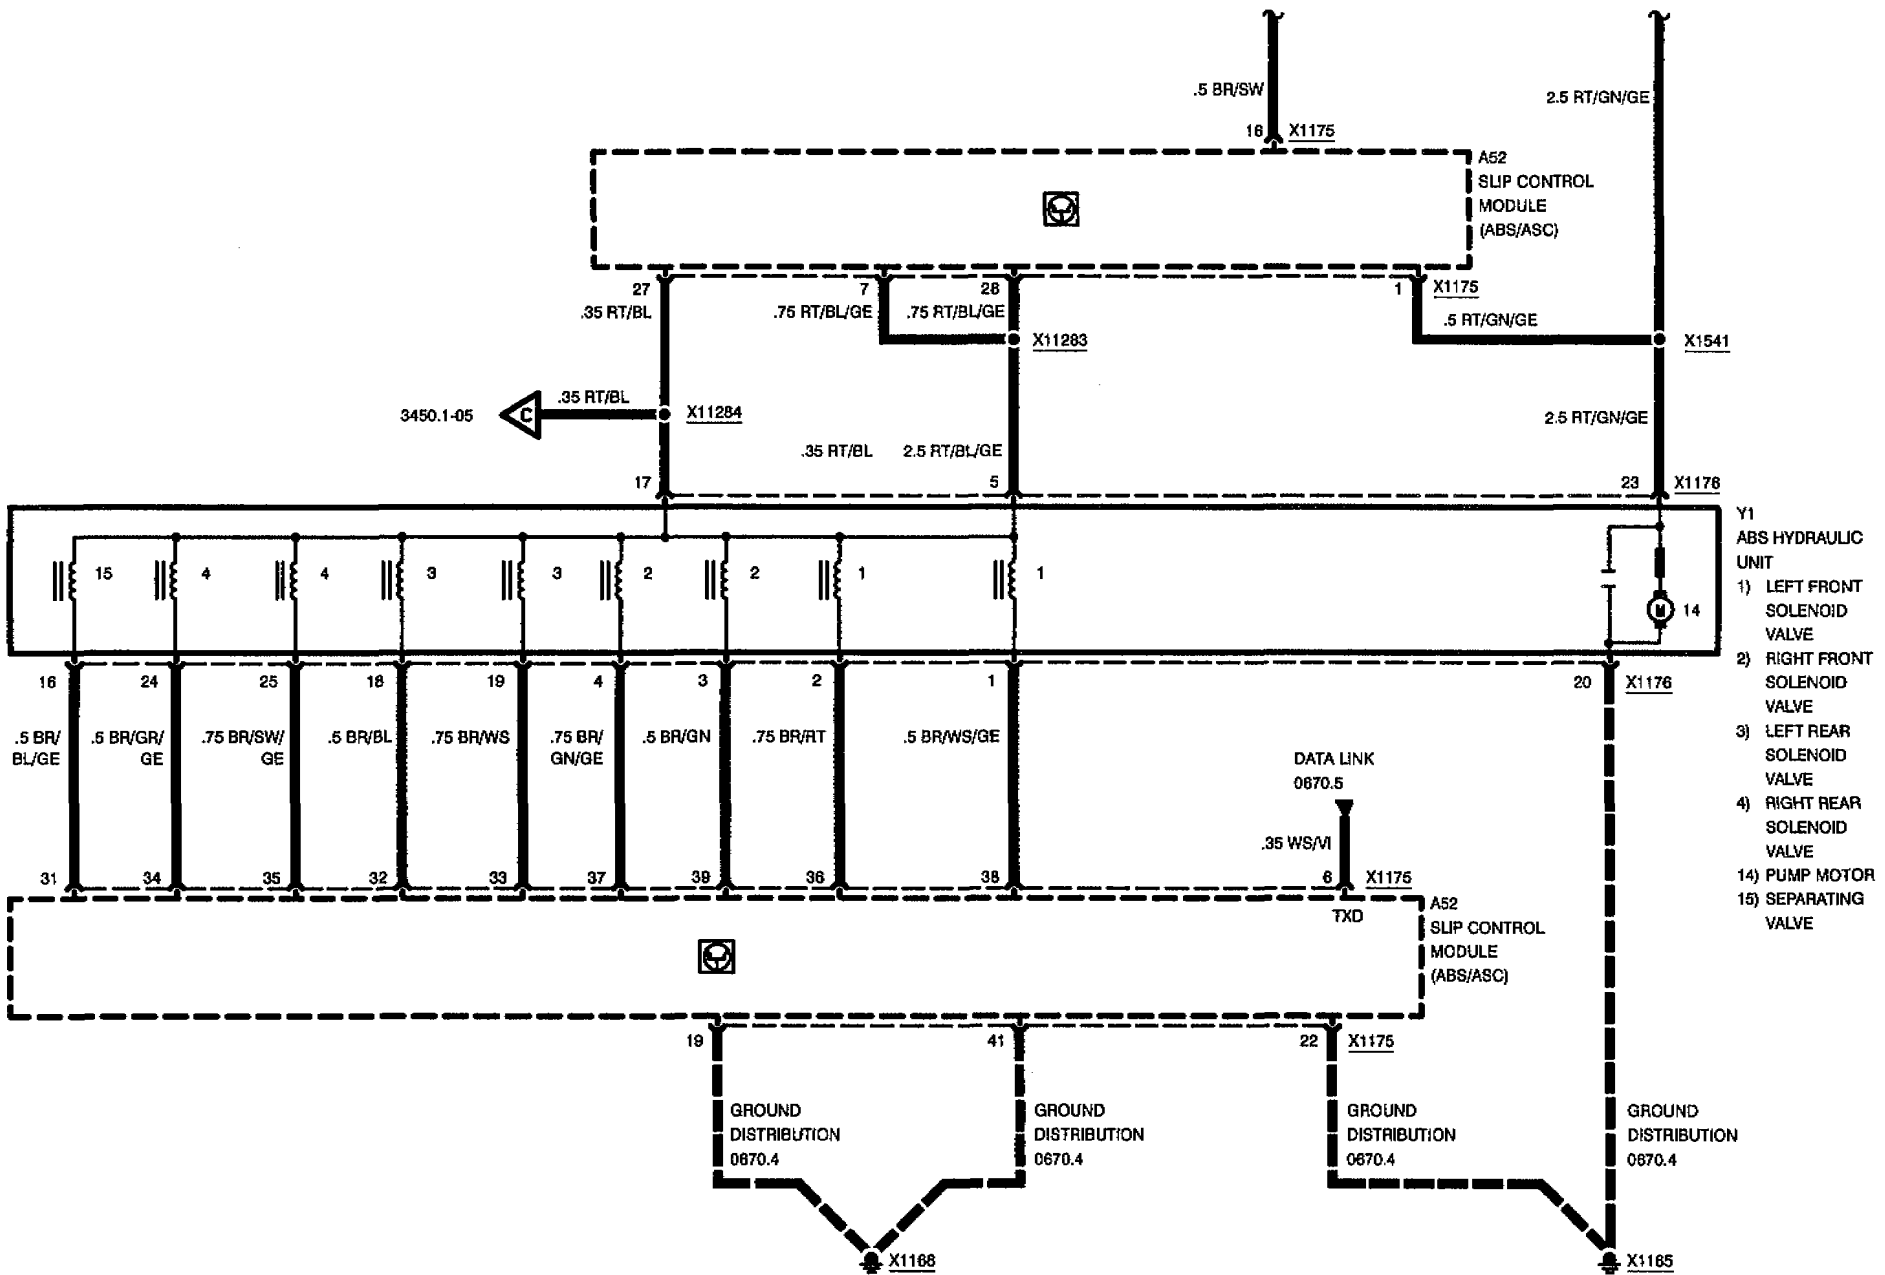 .5 BR/SW
2.5 RT/GN/GE
16 X1175
A52
SLIP CONTROL
MODULE
(ABS/ASC)
27 7 28 1 X1175
.35 RT/BL .75 RT/BL/GE .75 RT/BL/GE .5 RT/GN/GE
X11283 X1541
3450.1-05 C .35 RT/BL X11284
.35 RT/BL 2.5 RT/BL/GE 2.5 RT/GN/GE
17 5 23 X1176
Y1
ABS HYDRAULIC
UNIT
1) LEFT FRONT
SOLENOID
VALVE
2) RIGHT FRONT
SOLENOID
VALVE
3) LEFT REAR
SOLENOID
VALVE
4) RIGHT REAR
SOLENOID
VALVE
14) PUMP MOTOR
15) SEPARATING
VALVE
15 4 4 3 3 2 2 1 1
M 14
16 24 25 18 19 4 3 2 1 20 X1176
.5 BR/
BL/GE
.5 BR/GR/
GE
.75 BR/SW/
GE
.5 BR/BL
.75 BR/WS
.75 BR/
GN/GE
.5 BR/GN
.75 BR/RT
.5 BR/WS/GE
DATA LINK
0670.5
.35 WS/VI
31 34 35 32 33 37 39 36 38 6 X1175
TXD
A52
SLIP CONTROL
MODULE
(ABS/ASC)
19 41 22 X1175
GROUND
DISTRIBUTION
0670.4
GROUND
DISTRIBUTION
0670.4
GROUND
DISTRIBUTION
0670.4
GROUND
DISTRIBUTION
0670.4
X1168 X1165